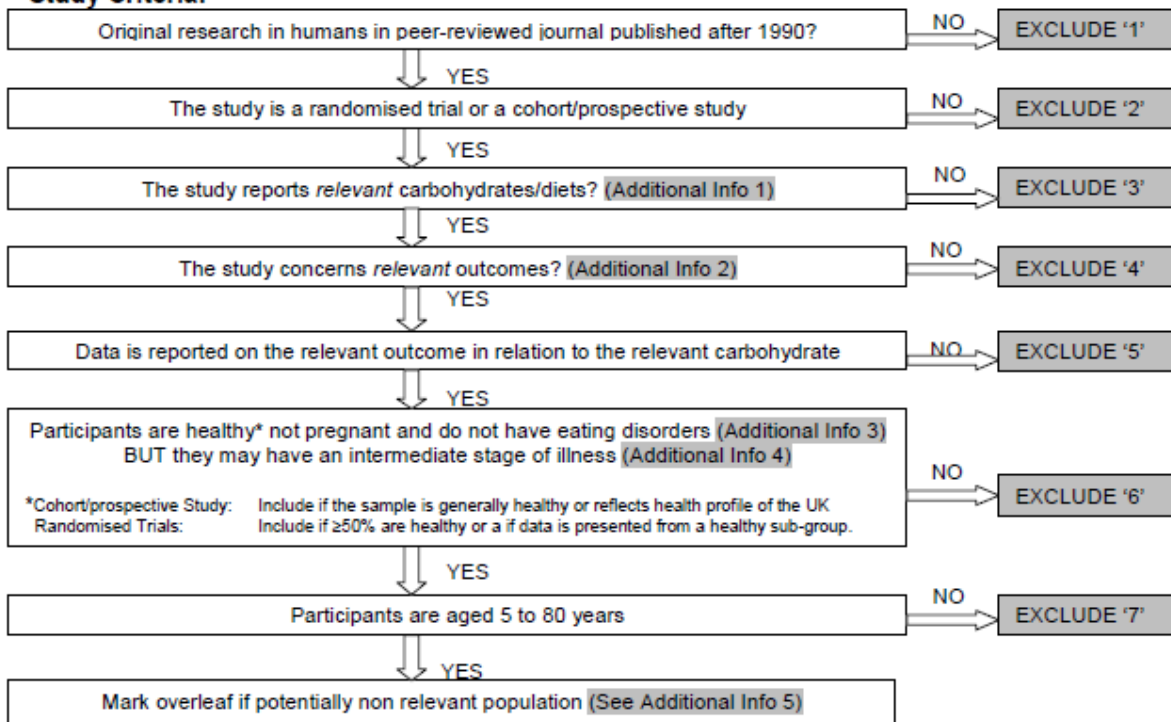 Study Criteria:
Original research in humans in peer-reviewed journal published after 1990?
NO
EXCLUDE '1'
YES
The study is a randomised trial or a cohort/prospective study
NO
EXCLUDE '2'
YES
The study reports relevant carbohydrates/diets? (Additional Info 1)
NO
EXCLUDE '3'
YES
The study concerns relevant outcomes? (Additional Info 2)
NO
EXCLUDE '4'
YES
Data is reported on the relevant outcome in relation to the relevant carbohydrate
NO
EXCLUDE '5'
YES
Participants are healthy* not pregnant and do not have eating disorders (Additional Info 3)
BUT they may have an intermediate stage of illness (Additional Info 4)
*Cohort/prospective Study: Include if the sample is generally healthy or reflects health profile of the UK
Randomised Trials: Include if ≥50% are healthy or a if data is presented from a healthy sub-group.
NO
EXCLUDE '6'
YES
Participants are aged 5 to 80 years
NO
EXCLUDE '7'
YES
Mark overleaf if potentially non relevant population (See Additional Info 5)